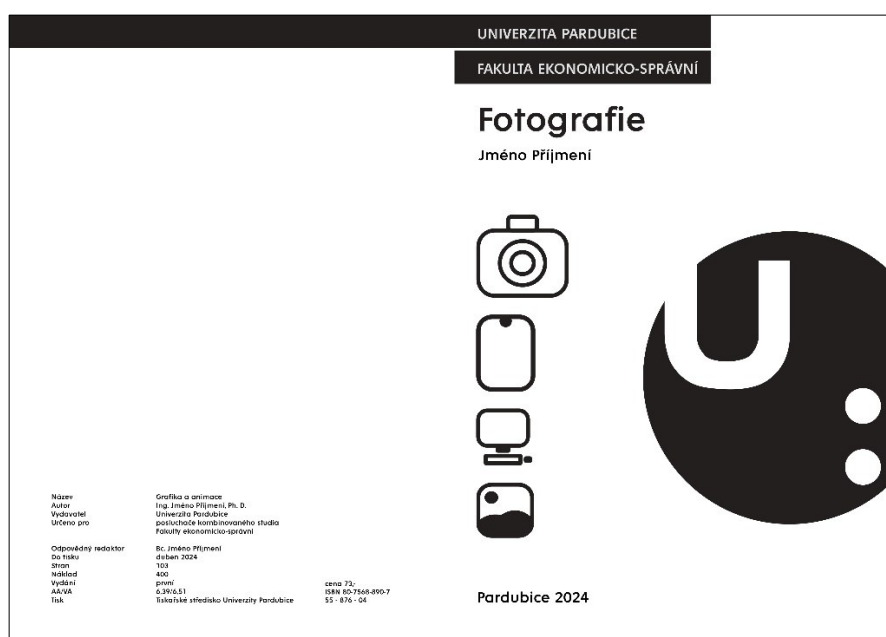 UNIVERZITA PARDUBICE
FAKULTA EKONOMICKO-SPRÁVNÍ
Fotografie
Jméno Příjmení
U
Název Grafika a animace
Autor Ing. Jméno Příjmení, Ph. D.
Vydavatel Univerzita Pardubice
Určeno pro posluchače kombinovaného studia
Fakulty ekonomicko-správní
Odpovědný redaktor Bc. Jméno Příjmení
Do tisku duben 2024
Stran 103
Náklad 400
Vydání první cena 73,-
AA/VA 6,39/6,51 ISBN 80-7568-890-7
Tisk Tiskařské středisko Univerzity Pardubice 55 - 876 - 04
Pardubice 2024